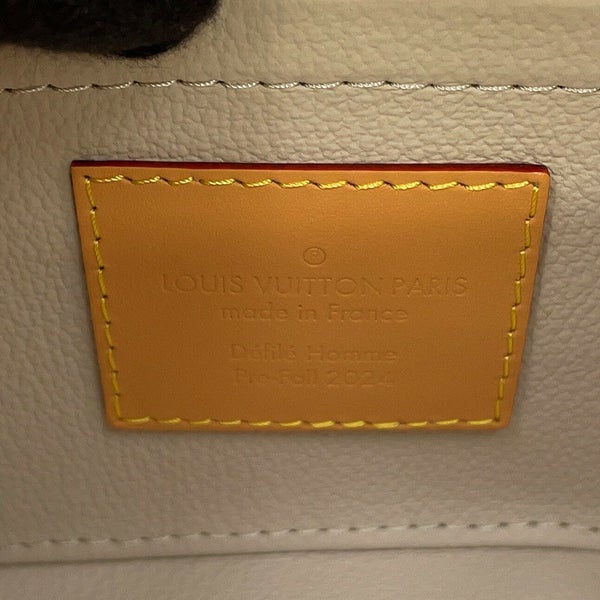 ®
LOUIS VUITTON PARIS
made in France
Défilé Homme
Pre-Fall 2024